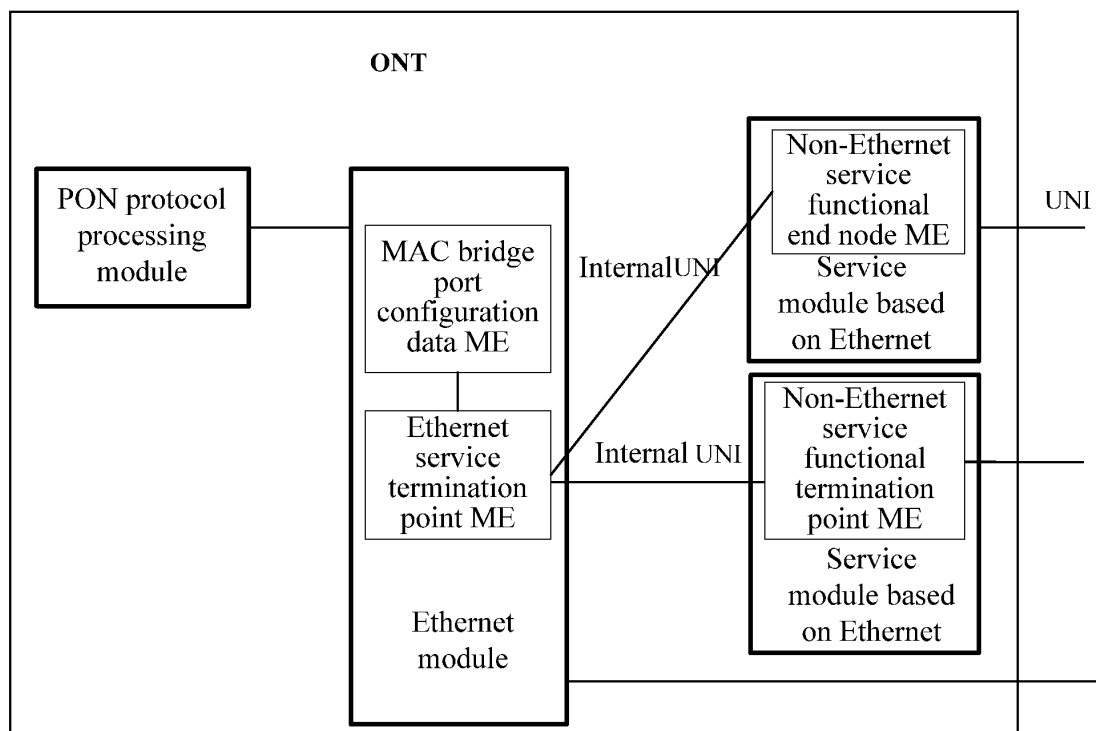 ONT
PON protocol
processing
module
MAC bridge
port
configuration
data ME
Ethernet
service
termination
point ME
Ethernet
module
Internal UNI
Internal UNI
Non-Ethernet
service
functional
end node ME
Service
module based
on Ethernet
Non-Ethernet
service
functional
termination
point ME
Service
module based
on Ethernet
UNI